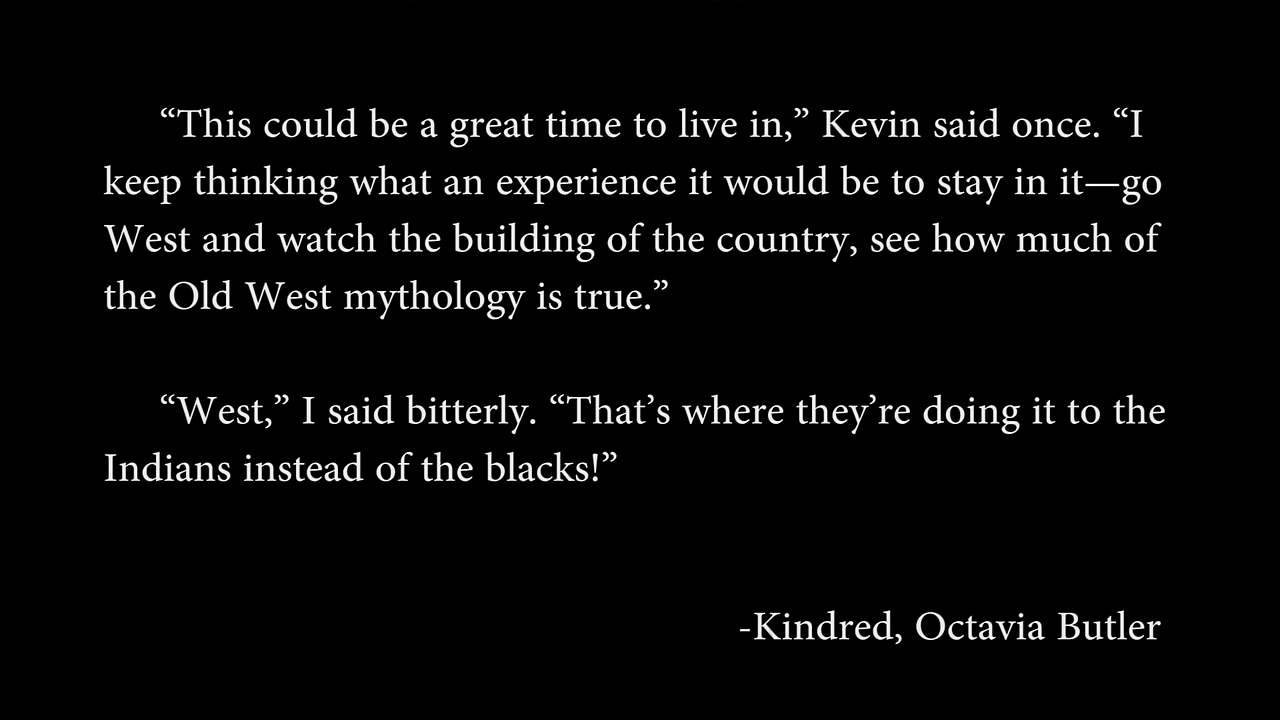 “This could be a great time to live in,” Kevin said once. “I
keep thinking what an experience it would be to stay in it—go
West and watch the building of the country, see how much of
the Old West mythology is true.”
“West,” I said bitterly. “That’s where they’re doing it to the
Indians instead of the blacks!”
-Kindred, Octavia Butler